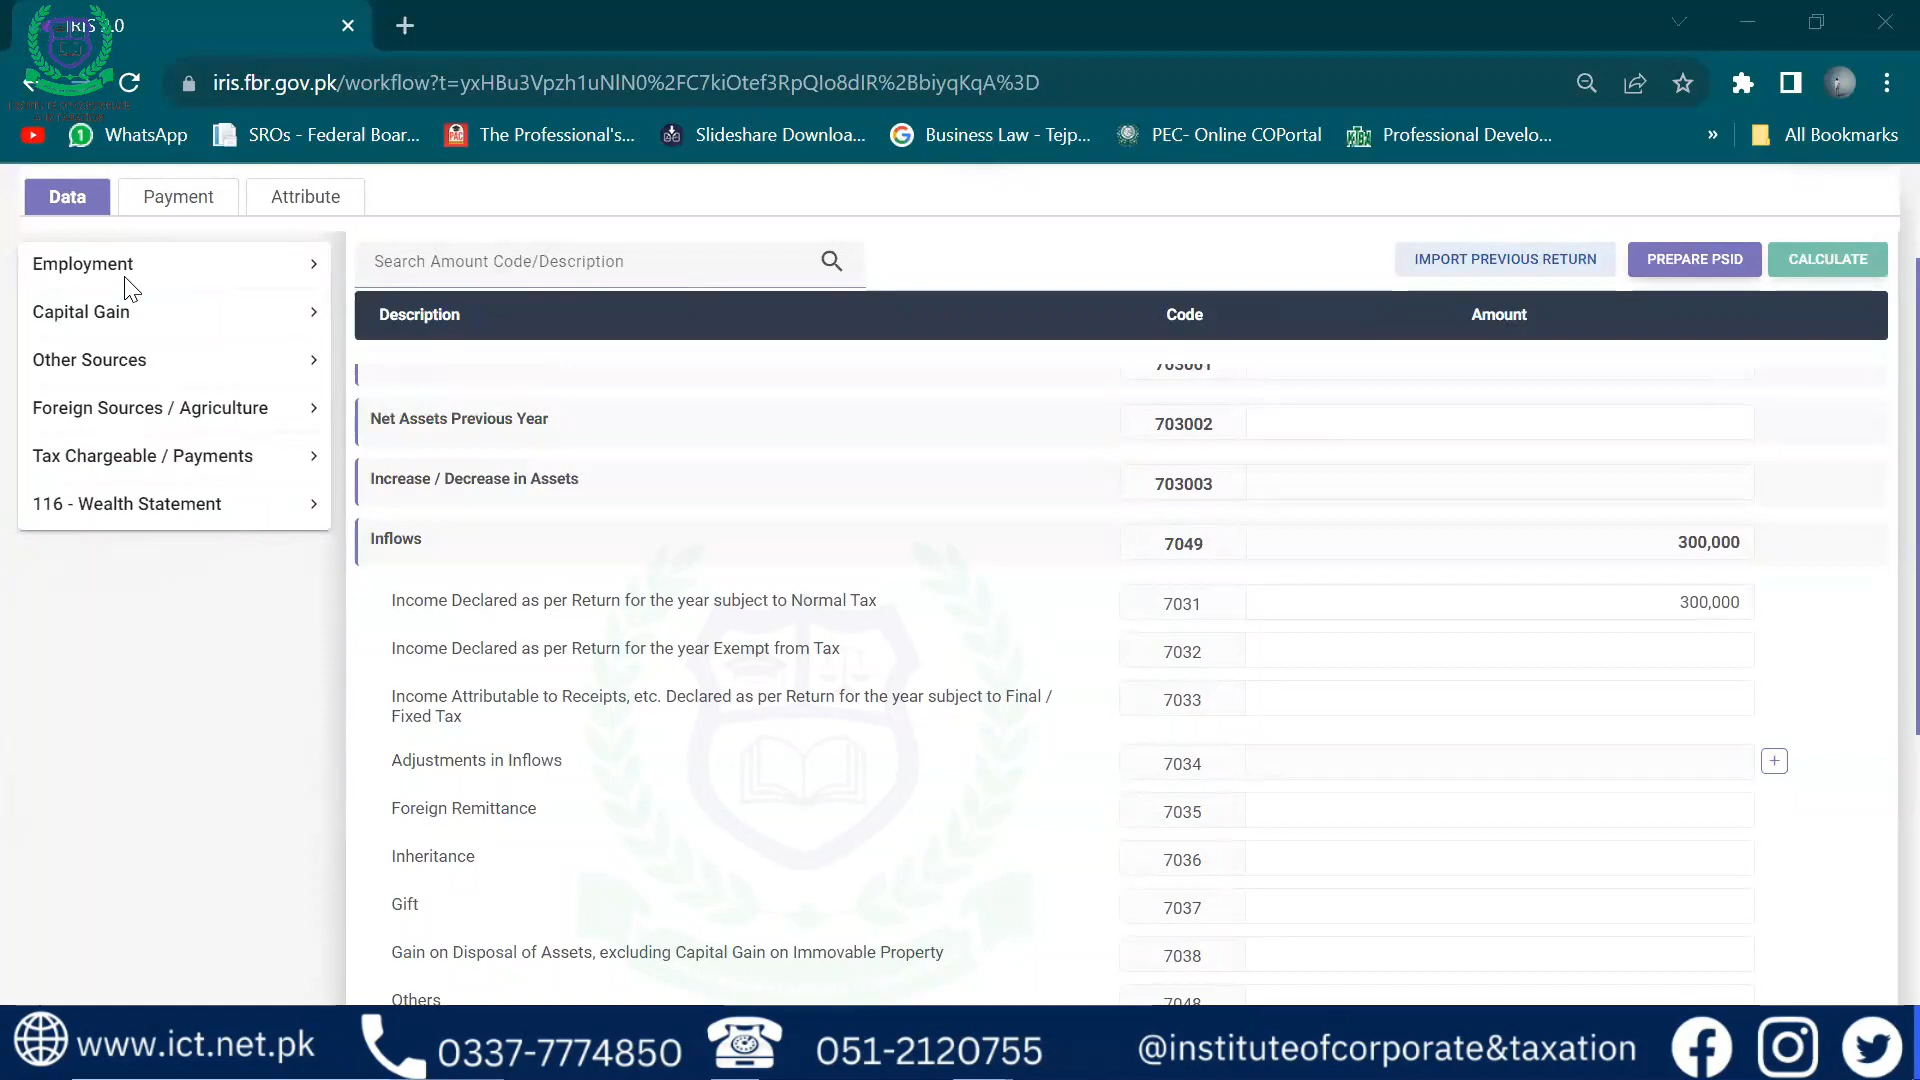 IRIS 2.0
iris.fbr.gov.pk/workflow?t=yxHBu3Vpzh1uNlN0%2FC7kiOtef3RpQIo8dIR%2BbiyqKqA%3D
WhatsApp
SROs - Federal Boar...
The Professional's...
Slideshare Downloa...
Business Law - Tejp...
PEC- Online COPortal
Professional Develo...
»
All Bookmarks
Data
Payment
Attribute
Employment
Capital Gain
Other Sources
Foreign Sources / Agriculture
Tax Chargeable / Payments
116 - Wealth Statement
Search Amount Code/Description
IMPORT PREVIOUS RETURN
PREPARE PSID
CALCULATE
Description Code Amount
703001
Net Assets Previous Year 703002
Increase / Decrease in Assets 703003
Inflows 7049 300,000
Income Declared as per Return for the year subject to Normal Tax 7031 300,000
Income Declared as per Return for the year Exempt from Tax 7032
Income Attributable to Receipts, etc. Declared as per Return for the year subject to Final /
Fixed Tax 7033
Adjustments in Inflows 7034
Foreign Remittance 7035
Inheritance 7036
Gift 7037
Gain on Disposal of Assets, excluding Capital Gain on Immovable Property 7038
Others 7048
www.ict.net.pk
0337-7774850
051-2120755
@instituteofcorporate&taxation